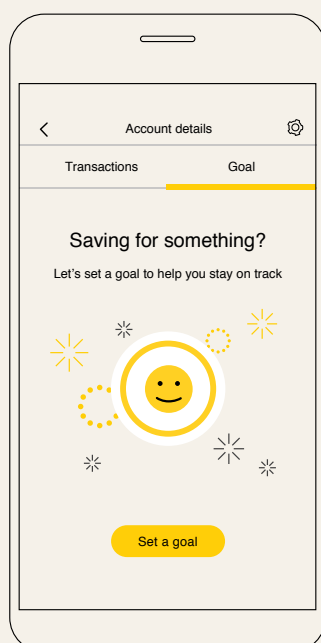 Account details
Transactions Goal
Saving for something?
Let's set a goal to help you stay on track
Set a goal